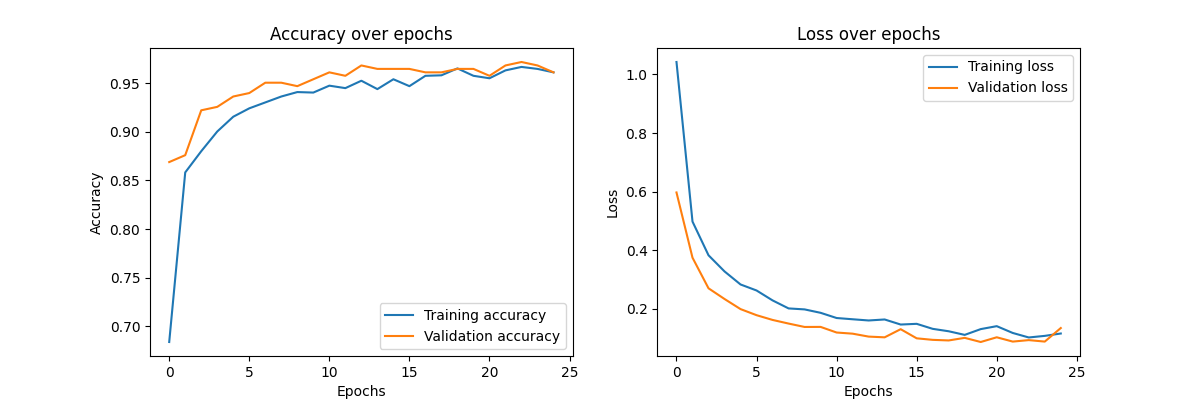 Accuracy over epochs
Accuracy
0.95
0.90
0.85
0.80
0.75
0.70
Training accuracy
Validation accuracy
0 5 10 15 20 25
Epochs
Loss over epochs
Loss
1.0
0.8
0.6
0.4
0.2
Training loss
Validation loss
0 5 10 15 20 25
Epochs